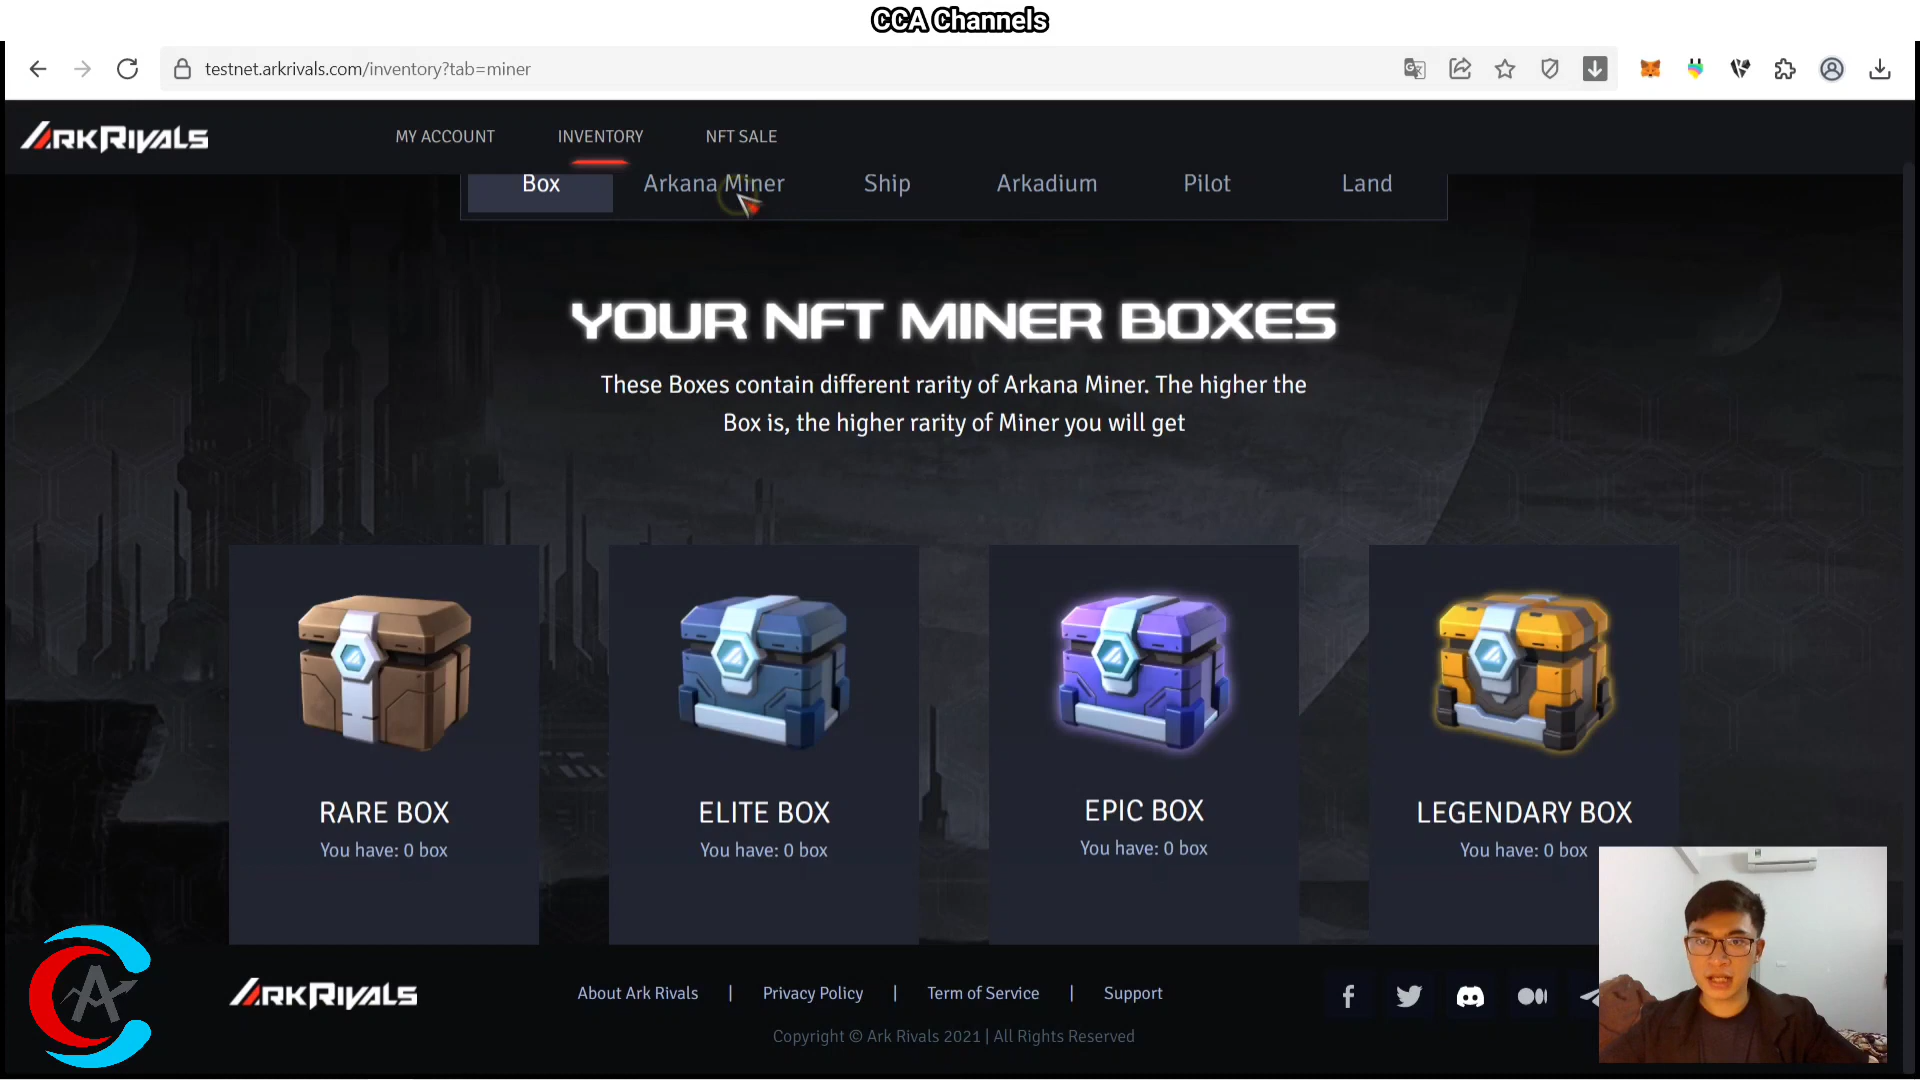 CCA Channels
testnet.arkrivals.com/inventory?tab=miner
ARKRIVALS
MY ACCOUNT
INVENTORY
NFT SALE
Box
Arkana Miner
Ship
Arkadium
Pilot
Land
YOUR NFT MINER BOXES
These Boxes contain different rarity of Arkana Miner. The higher the
Box is, the higher rarity of Miner you will get
RARE BOX
You have: 0 box
ELITE BOX
You have: 0 box
EPIC BOX
You have: 0 box
LEGENDARY BOX
You have: 0 box
ARKRIVALS
About Ark Rivals | Privacy Policy | Term of Service | Support
Copyright © Ark Rivals 2021 | All Rights Reserved